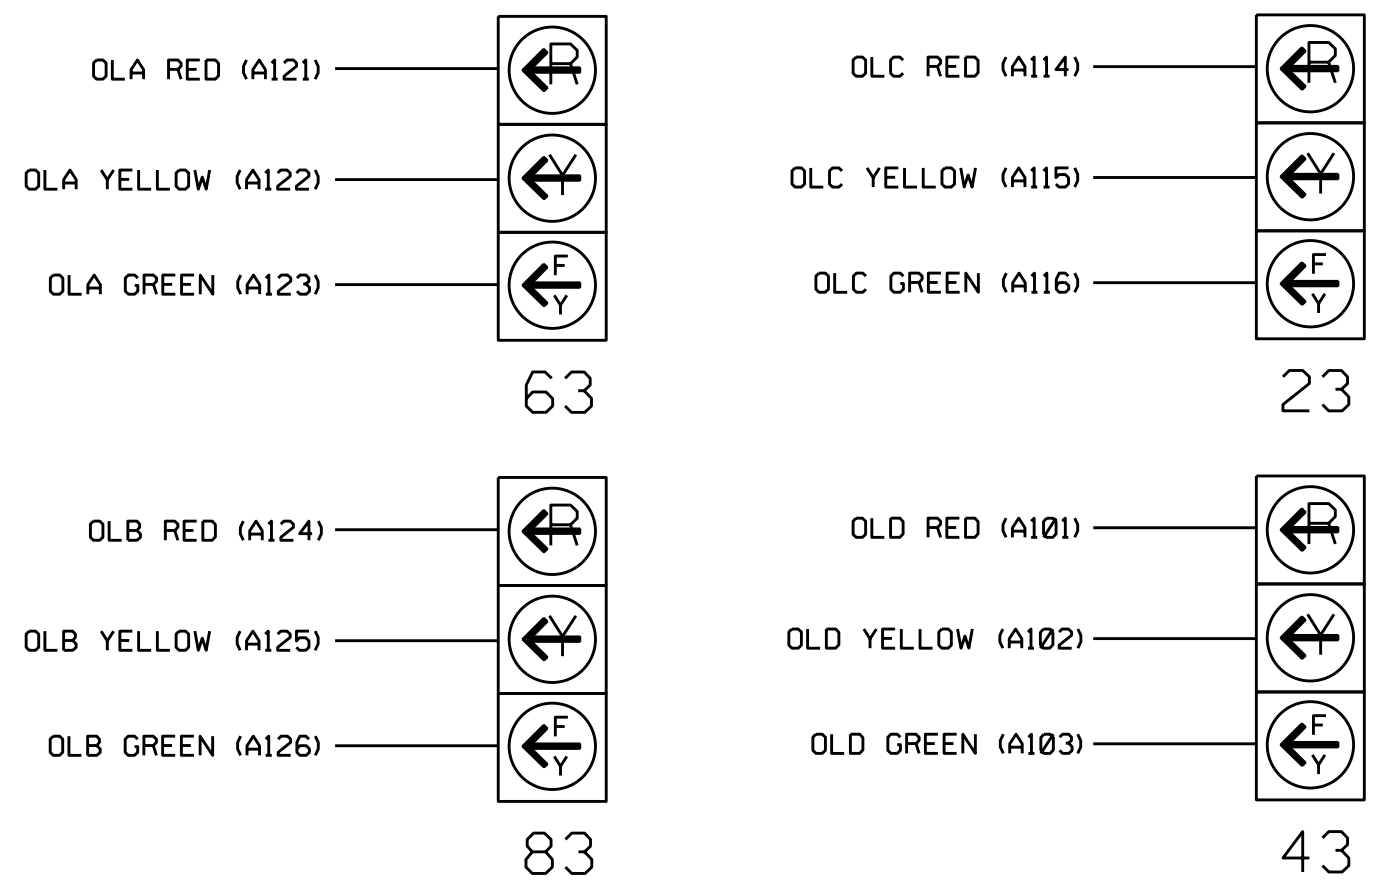 OLA RED (A121)
R
OLA YELLOW (A122)
Y
OLA GREEN (A123)
F
Y
63
OLC RED (A114)
R
OLC YELLOW (A115)
Y
OLC GREEN (A116)
F
Y
23
OLB RED (A124)
R
OLB YELLOW (A125)
Y
OLB GREEN (A126)
F
Y
83
OLD RED (A101)
R
OLD YELLOW (A102)
Y
OLD GREEN (A103)
F
Y
43